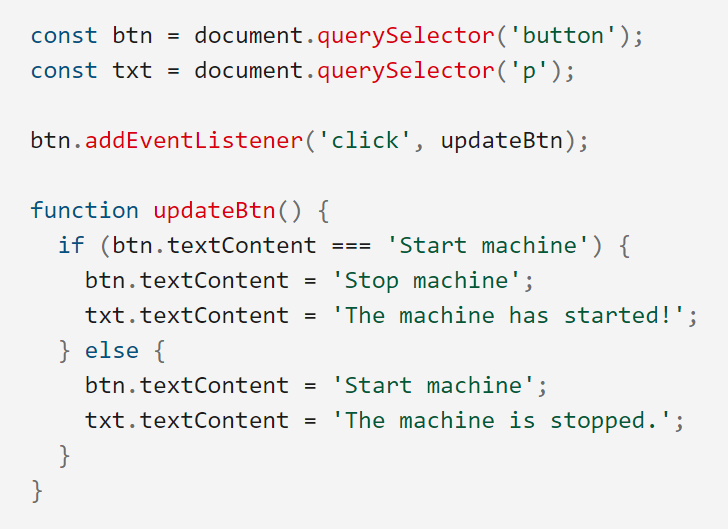 const btn = document.querySelector('button');
const txt = document.querySelector('p');

btn.addEventListener('click', updateBtn);

function updateBtn() {
  if (btn.textContent === 'Start machine') {
    btn.textContent = 'Stop machine';
    txt.textContent = 'The machine has started!';
  } else {
    btn.textContent = 'Start machine';
    txt.textContent = 'The machine is stopped.';
  }
}